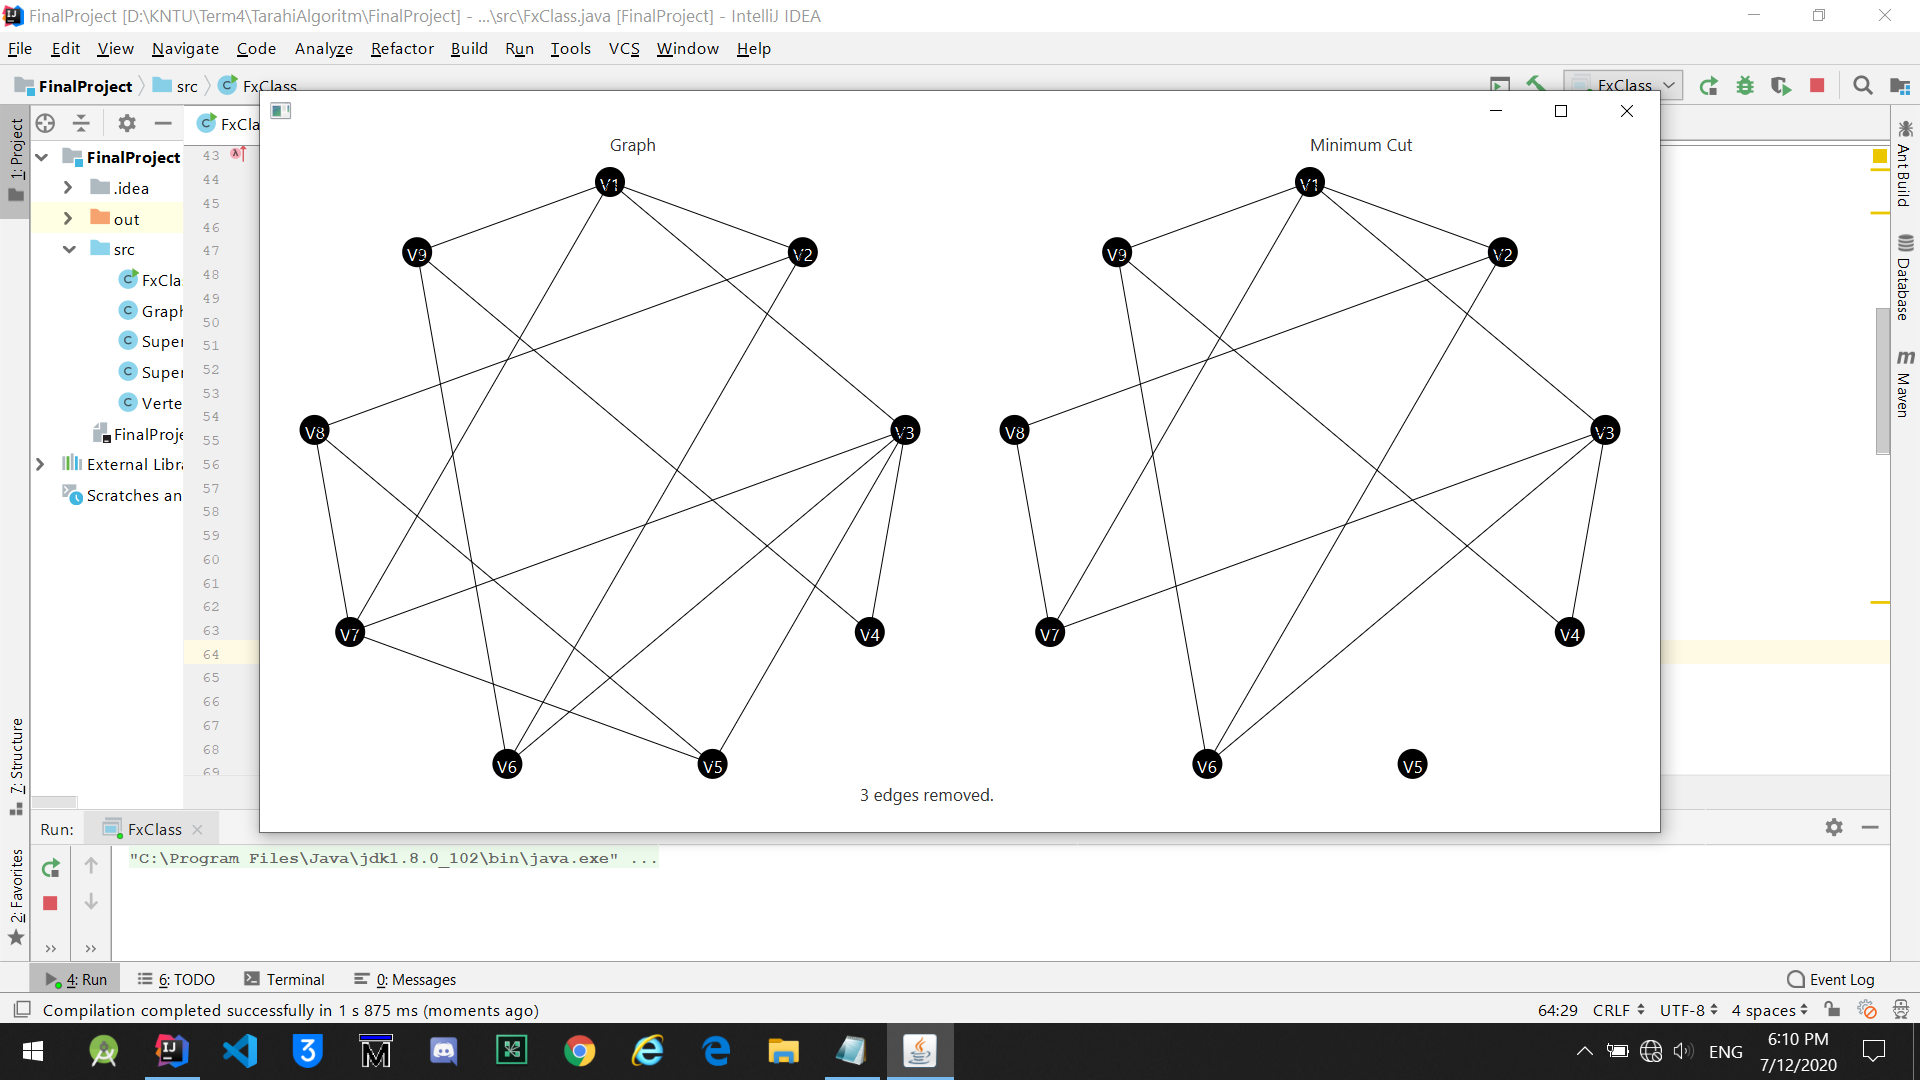 FinalProject [D:\KNTU\Term4\TarahiAlgoritm\FinalProject] - ...\src\FxClass.java [FinalProject] - IntelliJ IDEA
File Edit View Navigate Code Analyze Refactor Build Run Tools VCS Window Help
FinalProject src FxClass
FxClass
1: Project
FxCla
FinalProject
.idea
out
src
FxCla
Graph
Super
Super
Verte
FinalProje
External Libra
Scratches an
43
44
45
46
47
48
49
50
51
52
53
54
55
56
57
58
59
60
61
62
63
64
65
66
67
68
69
Graph
V1
V9
V2
V8
V3
V7
V4
V6
V5
Minimum Cut
V1
V9
V2
V8
V3
V7
V4
V6
V5
3 edges removed.
Ant Build
Database
m Maven
7: Structure
2: Favorites
Run: FxClass
"C:\Program Files\Java\jdk1.8.0_102\bin\java.exe" ...
4: Run 6: TODO Terminal 0: Messages Event Log
Compilation completed successfully in 1 s 875 ms (moments ago) 64:29 CRLF UTF-8 4 spaces
ENG
6:10 PM
7/12/2020